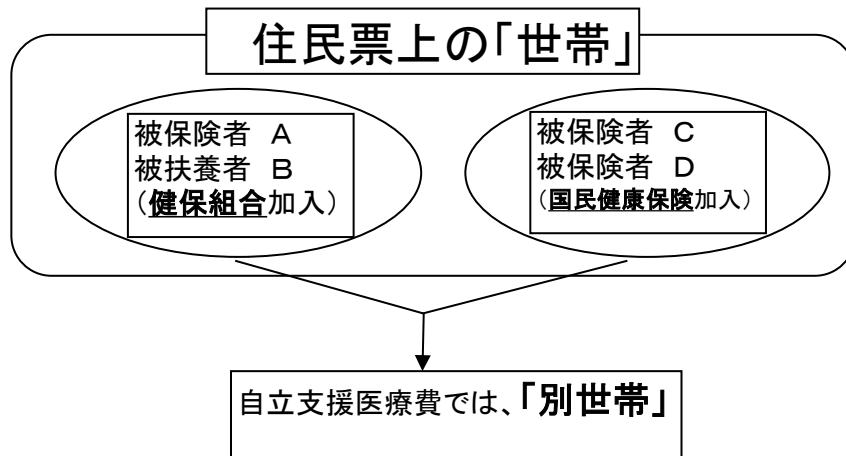 住民票上の「世帯」
被保険者　A
被扶養者　B
(健保組合加入)
被保険者　C
被保険者　D
(国民健康保険加入)
自立支援医療費では、「別世帯」